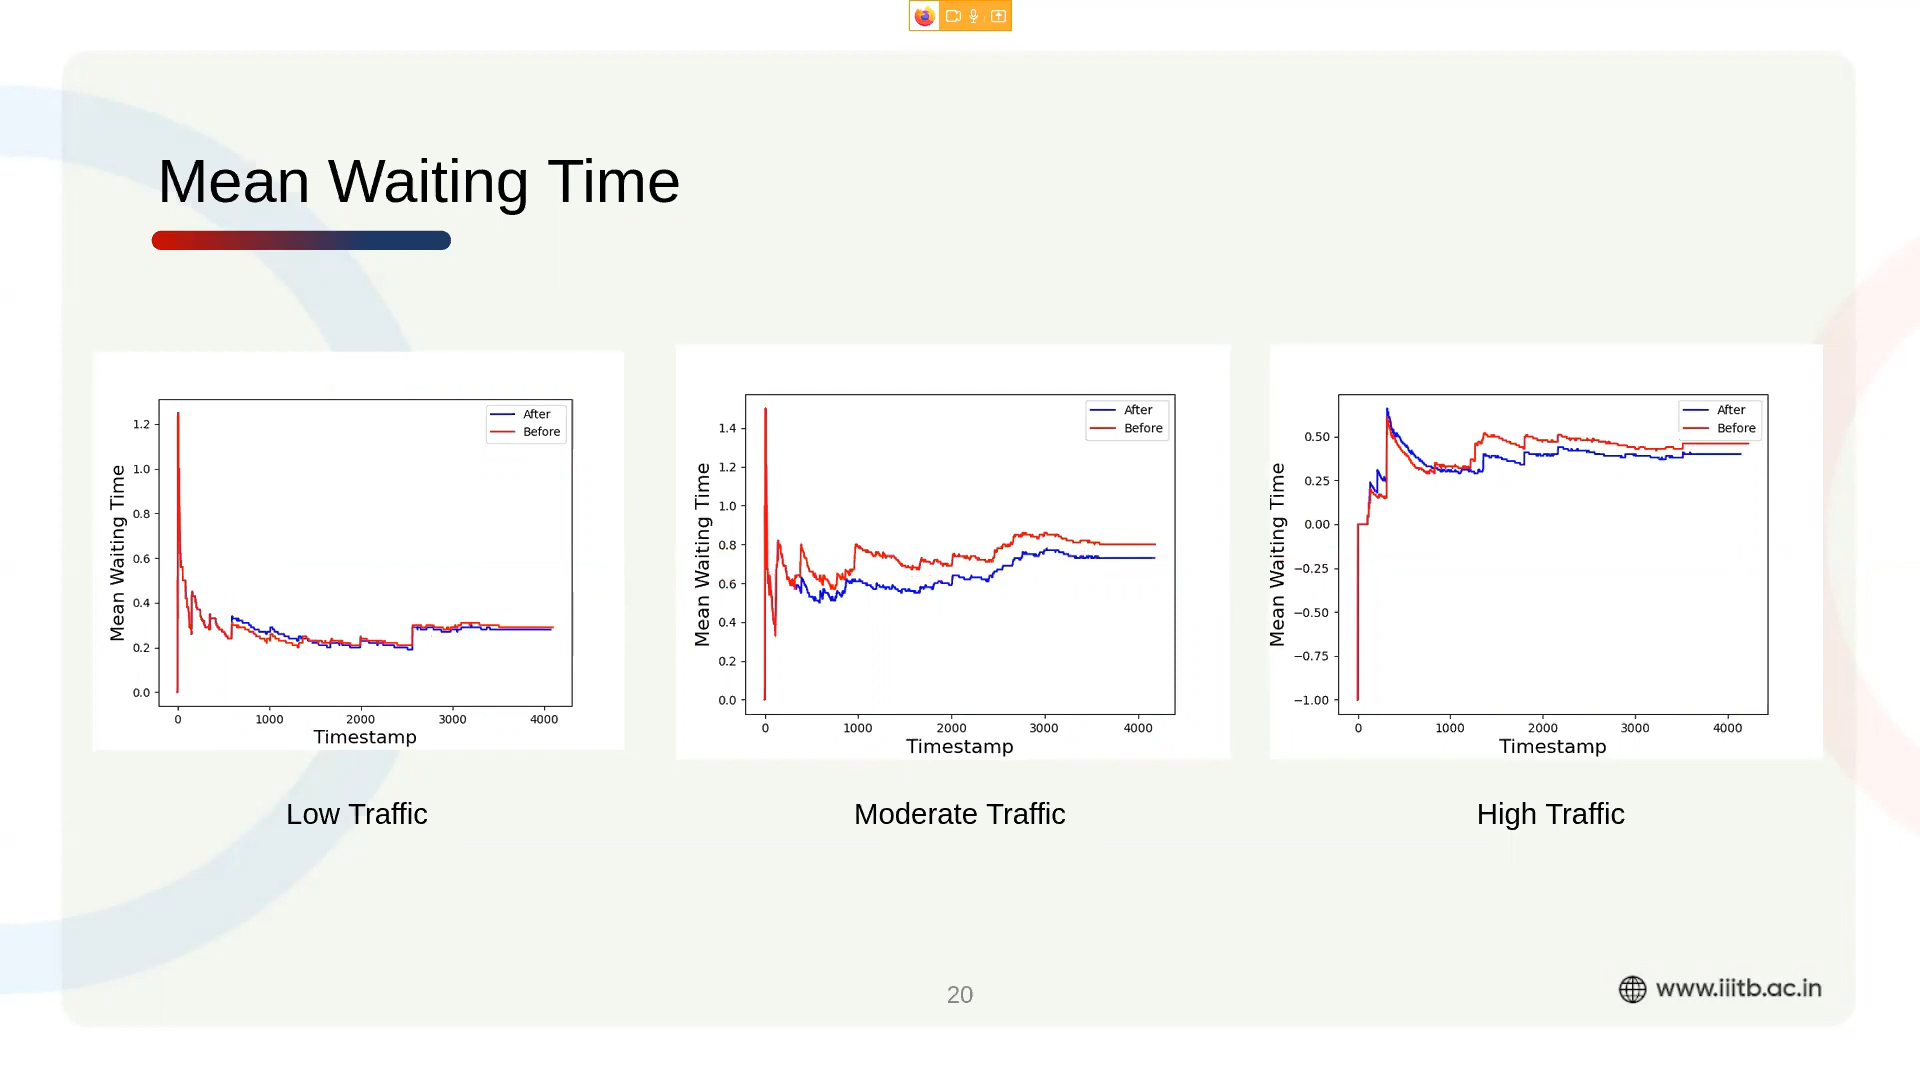 Mean Waiting Time
After
Before
1.2
1.0
0.8
0.6
0.4
0.2
0.0
Mean Waiting Time
0 1000 2000 3000 4000
Timestamp
Low Traffic
After
Before
1.4
1.2
1.0
0.8
0.6
0.4
0.2
0.0
Mean Waiting Time
0 1000 2000 3000 4000
Timestamp
Moderate Traffic
After
Before
0.50
0.25
0.00
−0.25
−0.50
−0.75
−1.00
Mean Waiting Time
0 1000 2000 3000 4000
Timestamp
High Traffic
20
www.iiitb.ac.in